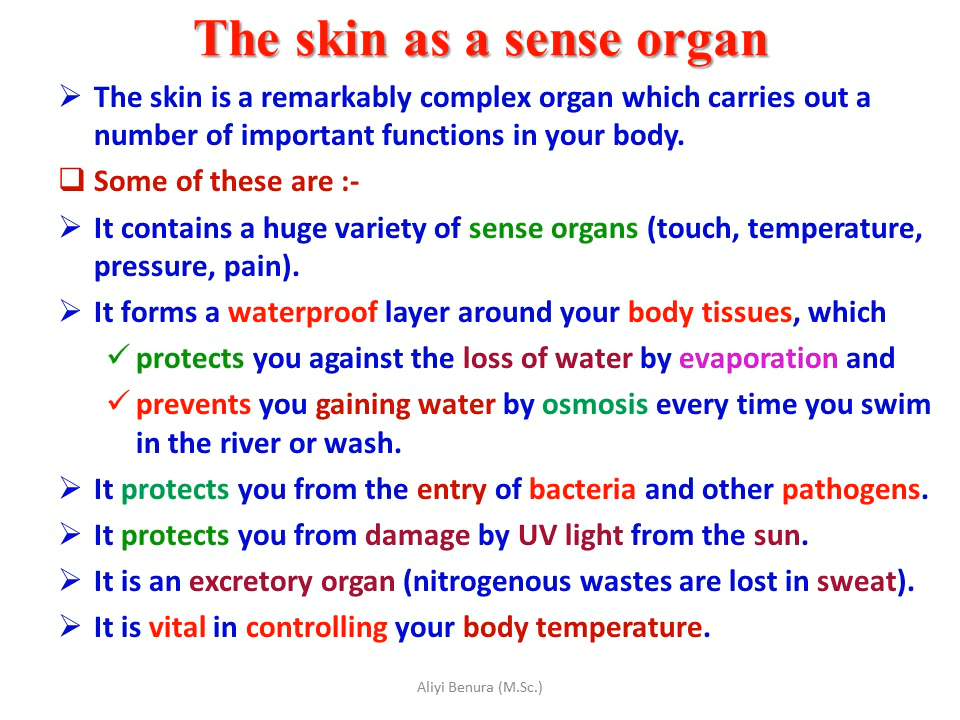 The skin as a sense organ
➢ The skin is a remarkably complex organ which carries out a
number of important functions in your body.
❑ Some of these are :-
➢ It contains a huge variety of sense organs (touch, temperature,
pressure, pain).
➢ It forms a waterproof layer around your body tissues, which
✓ protects you against the loss of water by evaporation and
✓ prevents you gaining water by osmosis every time you swim
in the river or wash.
➢ It protects you from the entry of bacteria and other pathogens.
➢ It protects you from damage by UV light from the sun.
➢ It is an excretory organ (nitrogenous wastes are lost in sweat).
➢ It is vital in controlling your body temperature.
Aliyi Benura (M.Sc.)